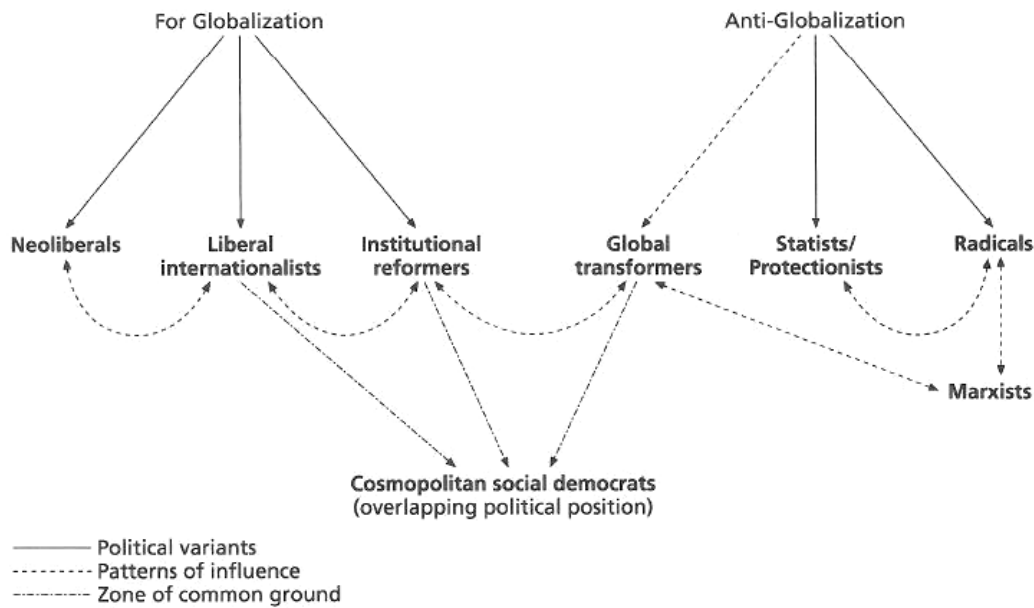 For Globalization
Anti-Globalization
Neoliberals
Liberal
internationalists
Institutional
reformers
Global
transformers
Statists/
Protectionists
Radicals
Marxists
Cosmopolitan social democrats
(overlapping political position)
Political variants
Patterns of influence
Zone of common ground